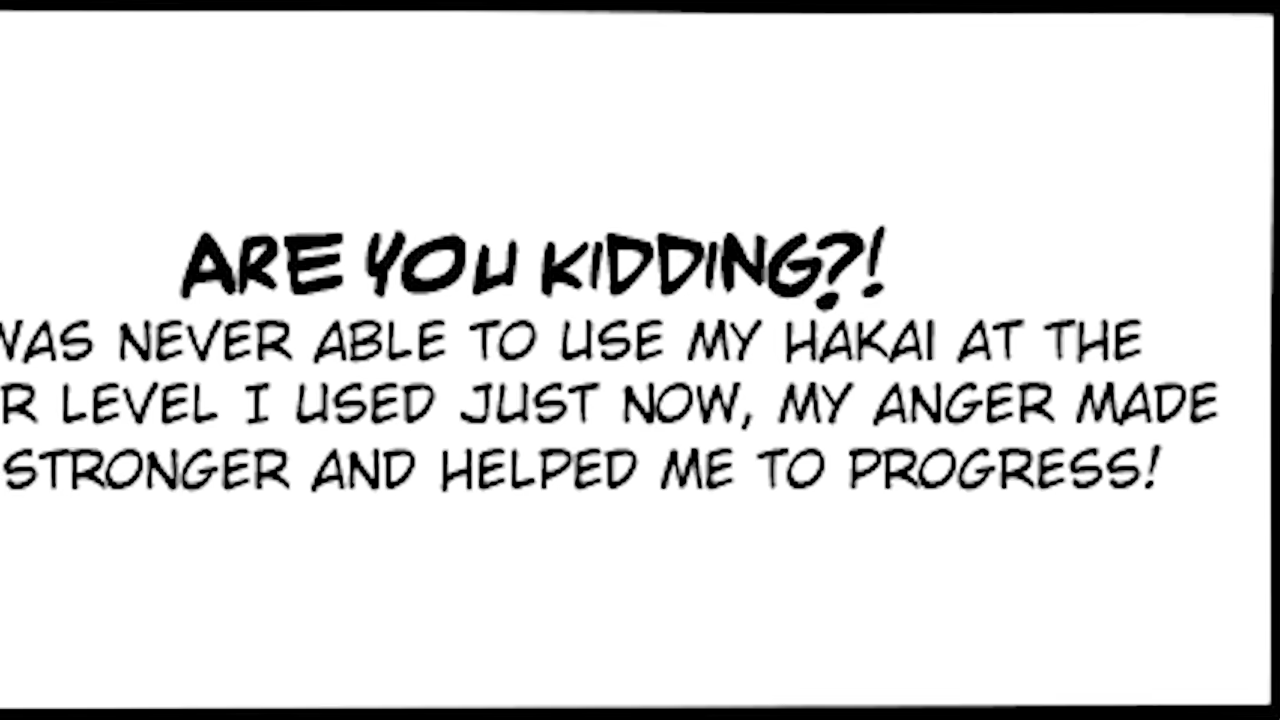 ARE YOU KIDDING?!
WAS NEVER ABLE TO USE MY HAKAI AT THE
R LEVEL I USED JUST NOW, MY ANGER MADE
STRONGER AND HELPED ME TO PROGRESS!